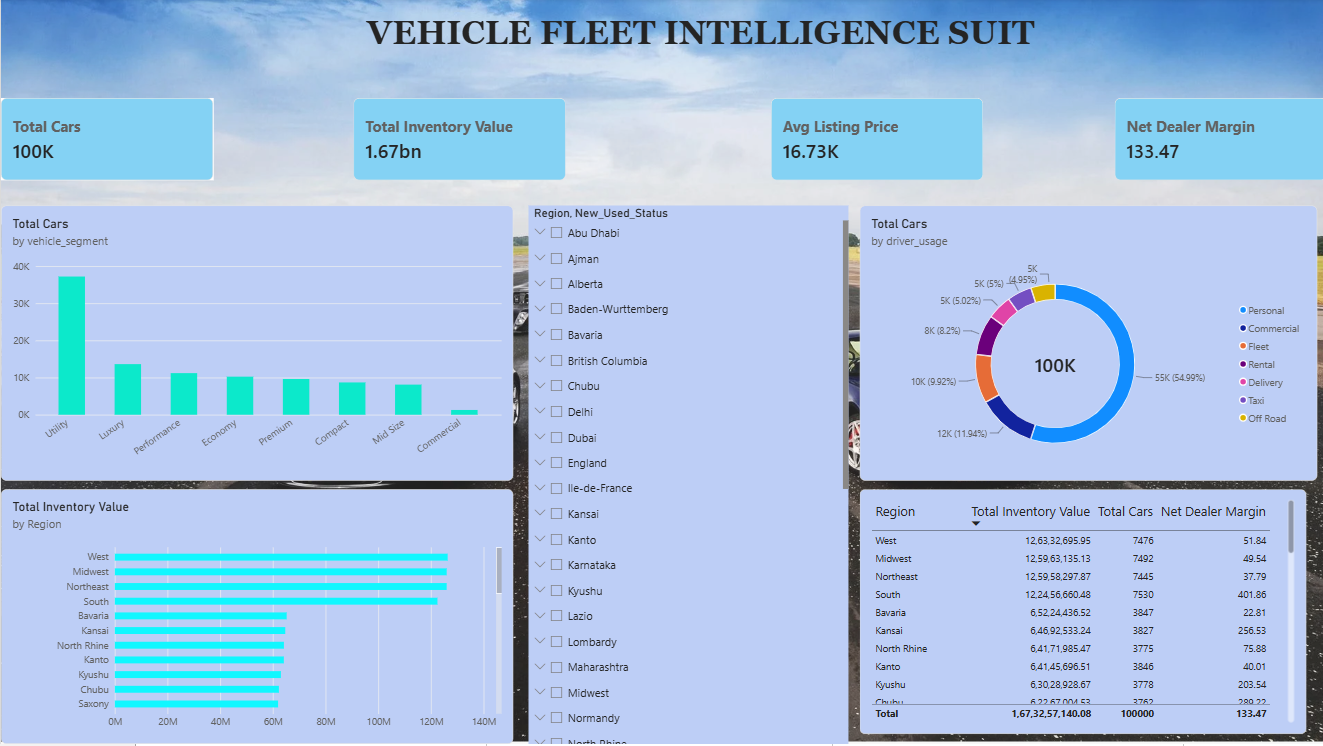 VEHICLE FLEET INTELLIGENCE SUIT
Total Cars
100K
Total Inventory Value
1.67bn
Avg Listing Price
16.73K
Net Dealer Margin
133.47
Total Cars
by vehicle_segment
40K
30K
20K
10K
0K
Utility
Luxury
Performance
Economy
Premium
Compact
Mid Size
Commercial
Region, New_Used_Status
Abu Dhabi
Ajman
Alberta
Baden-Wurttemberg
Bavaria
British Columbia
Chubu
Delhi
Dubai
England
Ile-de-France
Kansai
Kanto
Karnataka
Kyushu
Lazio
Lombardy
Maharashtra
Midwest
Normandy
North Rhine
Total Cars
by driver_usage
5K
(4.95%)
5K (5%)
5K (5.02%)
8K (8.2%)
10K (9.92%)
12K (11.94%)
55K (54.99%)
100K
Personal
Commercial
Fleet
Rental
Delivery
Taxi
Off Road
Total Inventory Value
by Region
West
Midwest
Northeast
South
Bavaria
Kansai
North Rhine
Kanto
Kyushu
Chubu
Saxony
0M 20M 40M 60M 80M 100M 120M 140M
Region Total Inventory Value Total Cars Net Dealer Margin
West 12,63,32,695.95 7476 51.84
Midwest 12,59,63,135.13 7492 49.54
Northeast 12,59,58,297.87 7445 37.79
South 12,24,56,660.48 7530 401.86
Bavaria 6,52,24,436.52 3847 22.81
Kansai 6,46,92,533.24 3827 256.53
North Rhine 6,41,71,985.47 3775 75.88
Kanto 6,41,45,696.51 3846 40.01
Kyushu 6,30,28,928.67 3778 203.54
Chubu 6,22,67,004.53 3762 289.22
Total 1,67,32,57,140.08 100000 133.47